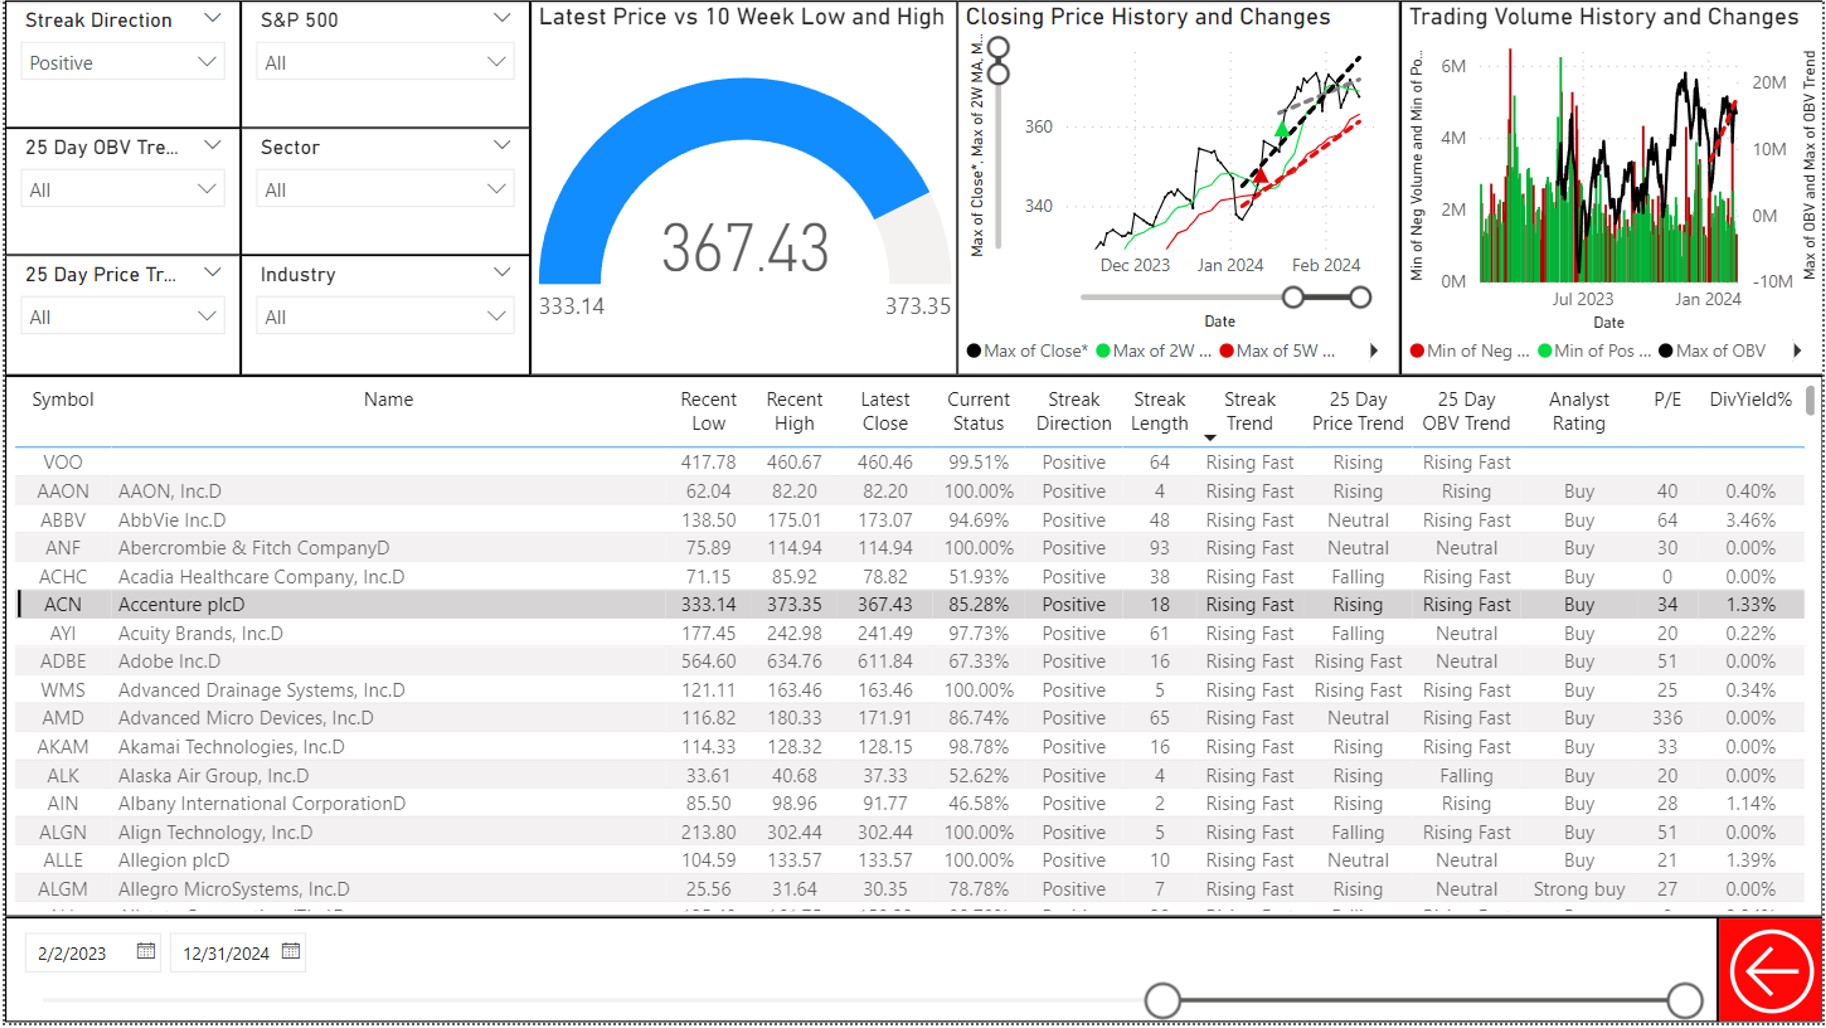 Streak Direction
Positive
S&P 500
All
25 Day OBV Tre...
All
Sector
All
25 Day Price Tr...
All
Industry
All
Latest Price vs 10 Week Low and High
367.43
333.14
373.35
Closing Price History and Changes
Max of Close*, Max of 2W MA, M...
360
340
Dec 2023 Jan 2024 Feb 2024
Date
Max of Close* Max of 2W ... Max of 5W ...
Trading Volume History and Changes
Min of Neg Volume and Min of Po...
6M
4M
2M
0M
20M
10M
0M
-10M
Max of OBV and Max of OBV Trend
Jul 2023 Jan 2024
Date
Min of Neg ... Min of Pos ... Max of OBV
Symbol Name Recent Low Recent High Latest Close Current Status Streak Direction Streak Length Streak Trend 25 Day Price Trend 25 Day OBV Trend Analyst Rating P/E DivYield%
VOO 417.78 460.67 460.46 99.51% Positive 64 Rising Fast Rising Rising Fast
AAON AAON, Inc.D 62.04 82.20 82.20 100.00% Positive 4 Rising Fast Rising Rising Buy 40 0.40%
ABBV AbbVie Inc.D 138.50 175.01 173.07 94.69% Positive 48 Rising Fast Neutral Rising Fast Buy 64 3.46%
ANF Abercrombie & Fitch CompanyD 75.89 114.94 114.94 100.00% Positive 93 Rising Fast Neutral Neutral Buy 30 0.00%
ACHC Acadia Healthcare Company, Inc.D 71.15 85.92 78.82 51.93% Positive 38 Rising Fast Falling Rising Fast Buy 0 0.00%
ACN Accenture plcD 333.14 373.35 367.43 85.28% Positive 18 Rising Fast Rising Rising Fast Buy 34 1.33%
AYI Acuity Brands, Inc.D 177.45 242.98 241.49 97.73% Positive 61 Rising Fast Falling Neutral Buy 20 0.22%
ADBE Adobe Inc.D 564.60 634.76 611.84 67.33% Positive 16 Rising Fast Rising Fast Neutral Buy 51 0.00%
WMS Advanced Drainage Systems, Inc.D 121.11 163.46 163.46 100.00% Positive 5 Rising Fast Rising Fast Rising Fast Buy 25 0.34%
AMD Advanced Micro Devices, Inc.D 116.82 180.33 171.91 86.74% Positive 65 Rising Fast Neutral Rising Fast Buy 336 0.00%
AKAM Akamai Technologies, Inc.D 114.33 128.32 128.15 98.78% Positive 16 Rising Fast Rising Rising Fast Buy 33 0.00%
ALK Alaska Air Group, Inc.D 33.61 40.68 37.33 52.62% Positive 4 Rising Fast Rising Falling Buy 20 0.00%
AIN Albany International CorporationD 85.50 98.96 91.77 46.58% Positive 2 Rising Fast Rising Rising Buy 28 1.14%
ALGN Align Technology, Inc.D 213.80 302.44 302.44 100.00% Positive 5 Rising Fast Falling Rising Fast Buy 51 0.00%
ALLE Allegion plcD 104.59 133.57 133.57 100.00% Positive 10 Rising Fast Neutral Neutral Buy 21 1.39%
ALGM Allegro MicroSystems, Inc.D 25.56 31.64 30.35 78.78% Positive 7 Rising Fast Rising Neutral Strong buy 27 0.00%
2/2/2023 12/31/2024